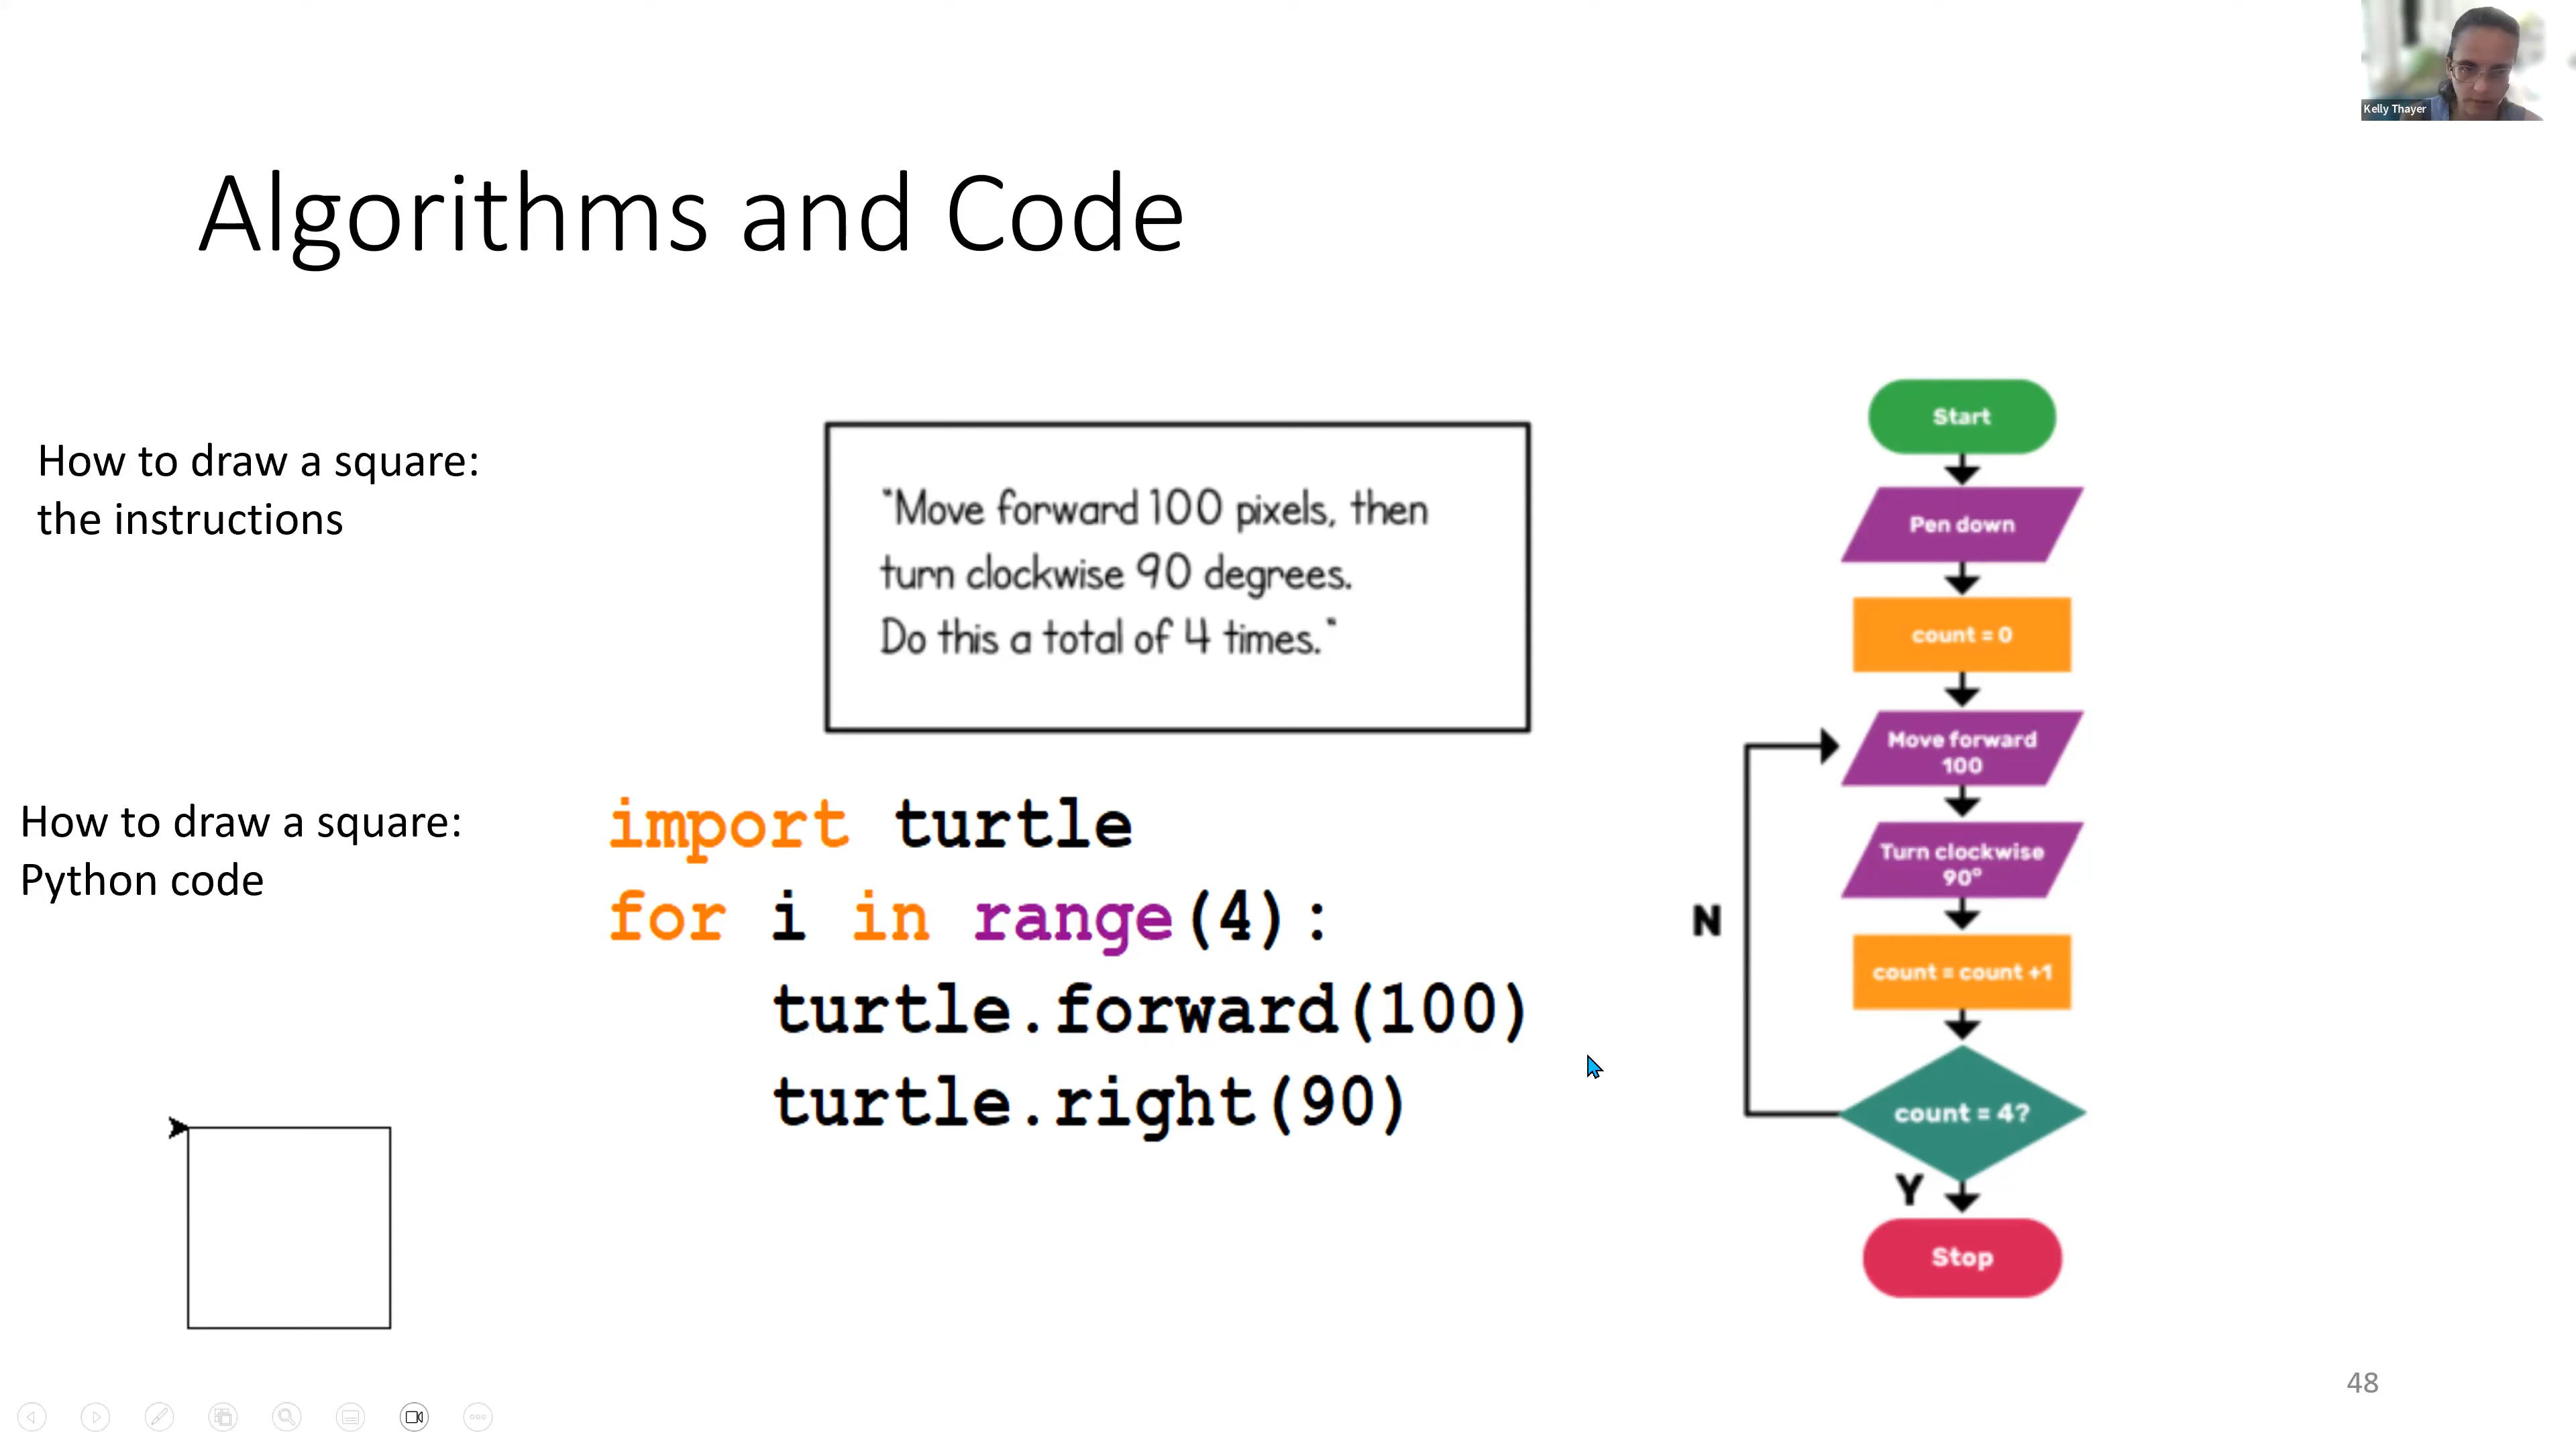 Kelly Thayer
Algorithms and Code
How to draw a square:
the instructions
"Move forward 100 pixels, then
turn clockwise 90 degrees.
Do this a total of 4 times."
How to draw a square:
Python code
import turtle
for i in range(4):
    turtle.forward(100)
    turtle.right(90)
Start
Pen down
count = 0
Move forward
100
Turn clockwise
90°
count = count +1
count = 4?
N
Y
Stop
48